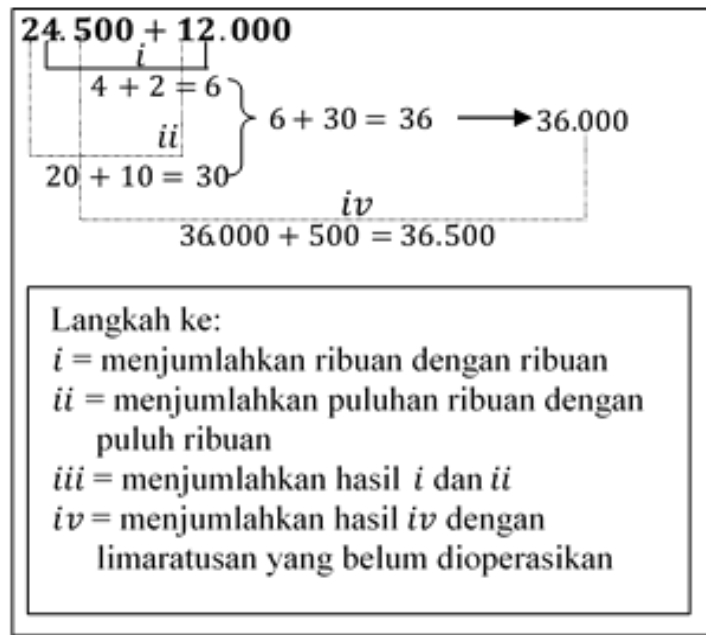 24.500 + 12.000
i
4 + 2 = 6
6 + 30 = 36
36.000
ii
20 + 10 = 30
iv
36.000 + 500 = 36.500
Langkah ke:
i = menjumlahkan ribuan dengan ribuan
ii = menjumlahkan puluhan ribuan dengan
puluh ribuan
iii = menjumlahkan hasil i dan ii
iv = menjumlahkan hasil iv dengan
limaratusan yang belum dioperasikan